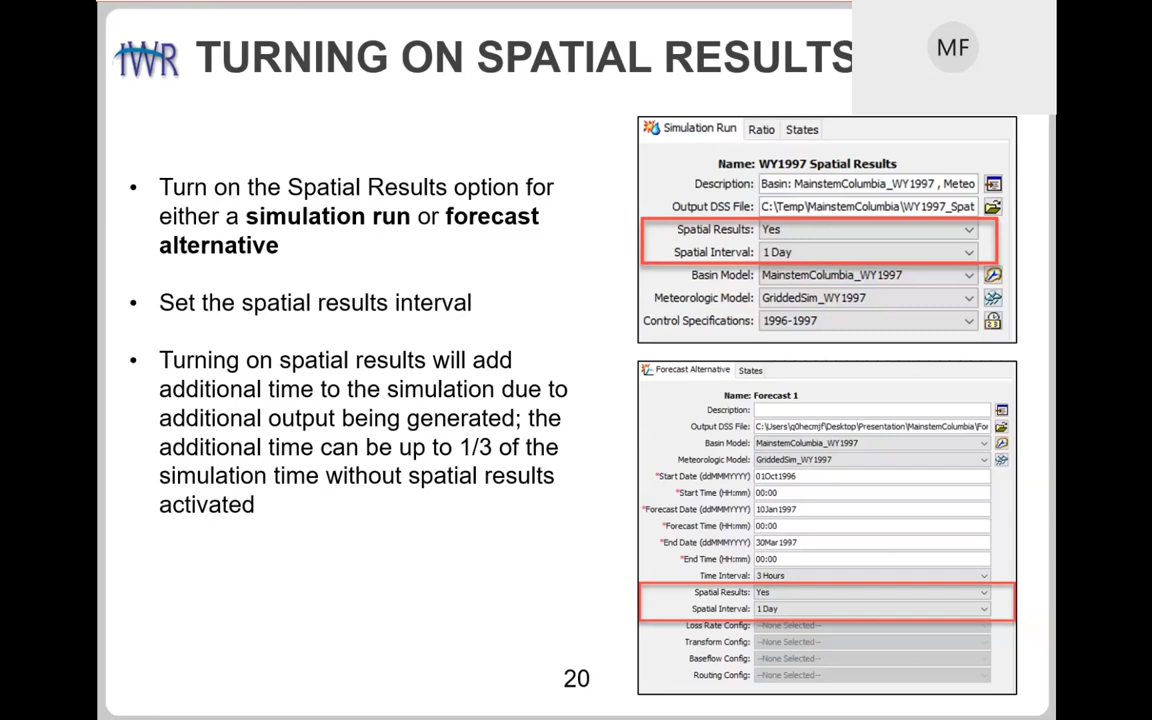 IWR TURNING ON SPATIAL RESULTS
MF
• Turn on the Spatial Results option for
either a simulation run or forecast
alternative
• Set the spatial results interval
• Turning on spatial results will add
additional time to the simulation due to
additional output being generated; the
additional time can be up to 1/3 of the
simulation time without spatial results
activated
Simulation Run Ratio States
Name: WY1997 Spatial Results
Description: Basin: MainstemColumbia_WY1997 , Meteo
Output DSS File: C:\Temp\MainstemColumbia\WY1997_Spat
Spatial Results: Yes
Spatial Interval: 1 Day
Basin Model: MainstemColumbia_WY1997
Meteorologic Model: GriddedSim_WY1997
Control Specifications: 1996-1997
Forecast Alternative States
Name: Forecast 1
Description:
Output DSS File: C:\Users\q0hecmjf\Desktop\Presentation\MainstemColumbia\For
Basin Model: MainstemColumbia_WY1997
Meteorologic Model: GriddedSim_WY1997
*Start Date (ddMMMYYYY) 01Oct1996
*Start Time (HH:mm) 00:00
*Forecast Date (ddMMMYYYY) 10Jan1997
*Forecast Time (HH:mm) 00:00
*End Date (ddMMMYYYY) 30Mar1997
*End Time (HH:mm) 00:00
Time Interval: 3 Hours
Spatial Results: Yes
Spatial Interval: 1 Day
Loss Rate Config: --None Selected--
Transform Config: --None Selected--
Baseflow Config: --None Selected--
Routing Config: --None Selected--
20